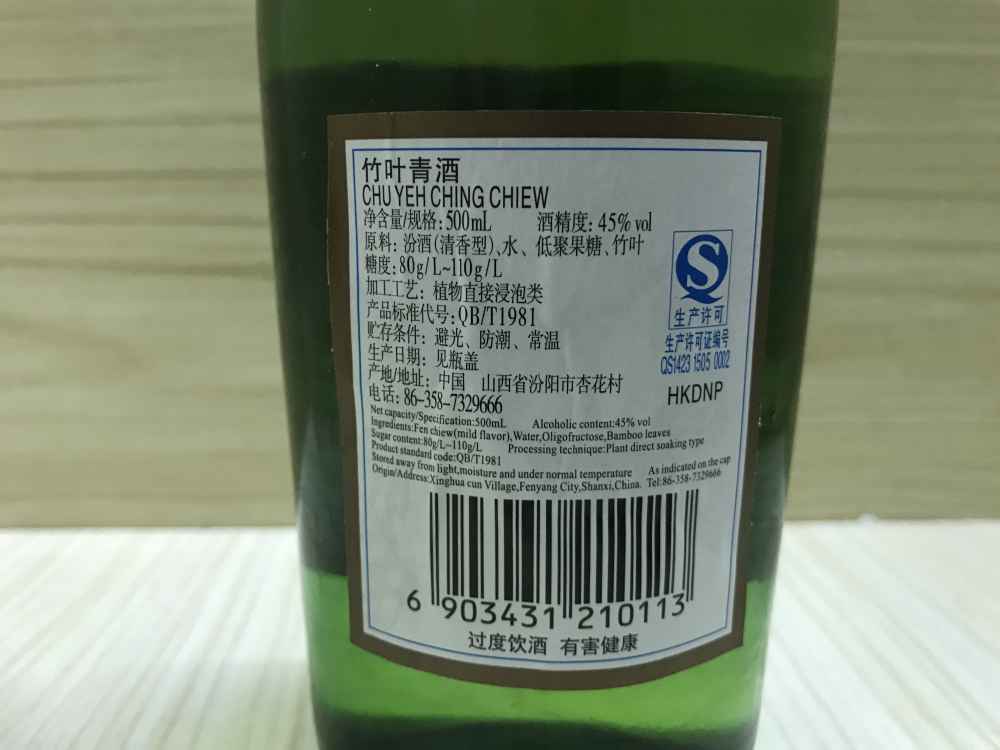 竹叶青酒
CHU YEH CHING CHIEW
净含量/规格:500mL 酒精度: 45% vol
原料: 汾酒(清香型)、水、低聚果糖、竹叶
糖度: 80g/L~110g/L
加工工艺: 植物直接浸泡类
产品标准代号:QB/T1981
贮存条件: 避光、防潮、常温
生产日期: 见瓶盖
产地/地址: 中国 山西省汾阳市杏花村
电话: 86-358-7329666
S
生产许可
生产许可证编号
QS1423 1505 0002
HKDNP
Net capacity/Specification:500mL Alcoholic content:45% vol
Ingredients:Fen chiew(mild flavor),Water,Oligofructose,Bamboo leaves
Sugar content:80g/L~110g/L Processing technique:Plant direct soaking type
Product standard code:QB/T1981
Stored away from light,moisture and under normal temperature As indicated on the cap
Origin/Address:Xinghua cun Village,Fenyang City,Shanxi,China. Tel:86-358-7329666
6 903431 210113
过度饮酒 有害健康